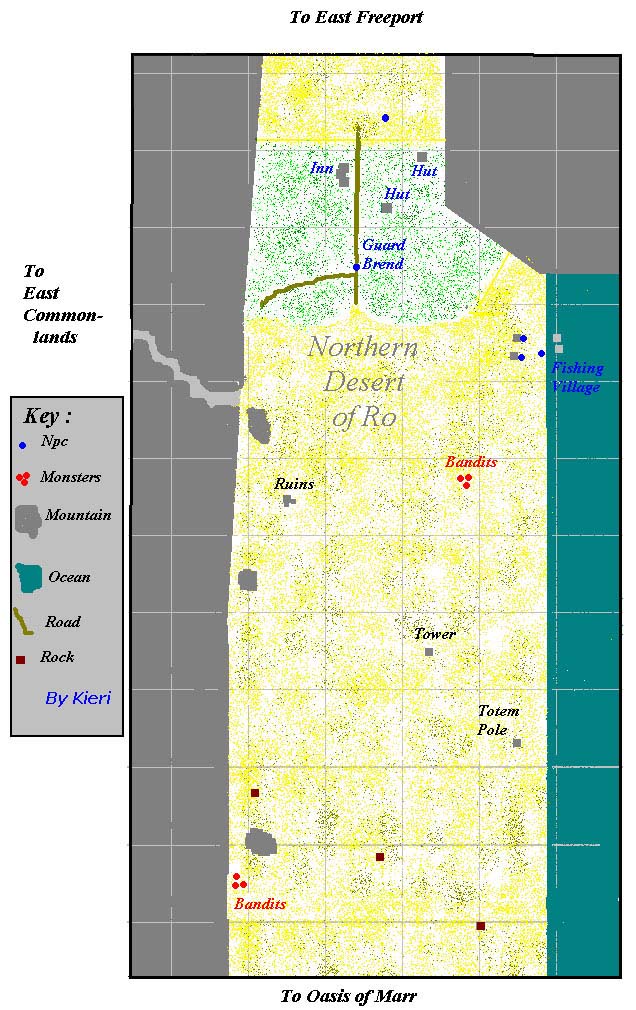 To East Freeport
Inn
Hut
Hut
Guard
Brend
To
East
Common-
lands
Northern
Desert
of Ro
Fishing
Village
Key :
Npc
Monsters
Mountain
Ocean
Road
Rock
By Kieri
Bandits
Ruins
Tower
Totem
Pole
Bandits
To Oasis of Marr